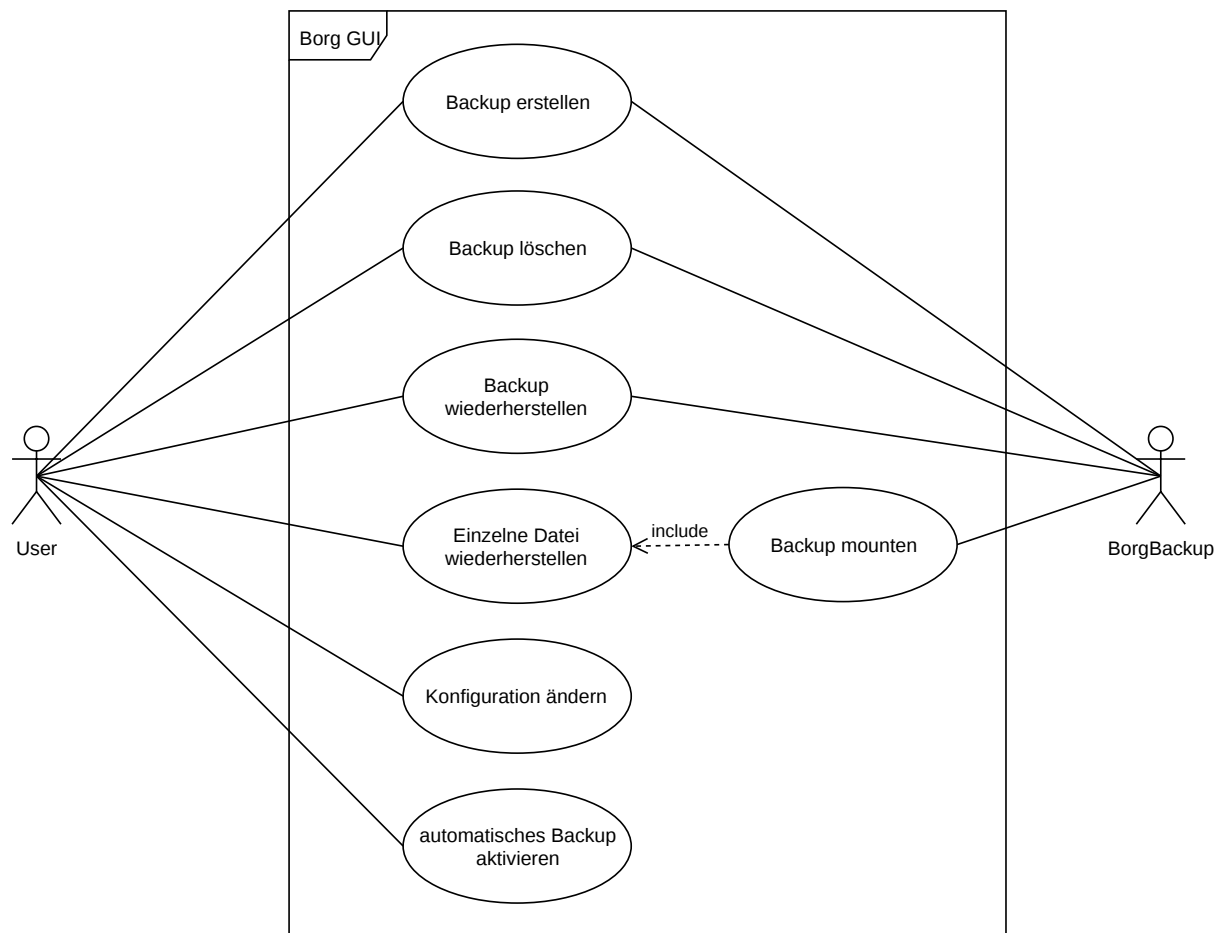 Borg GUI
Backup erstellen
Backup löschen
Backup
wiederherstellen
Einzelne Datei
wiederherstellen
include
Backup mounten
User
BorgBackup
Konfiguration ändern
automatisches Backup
aktivieren